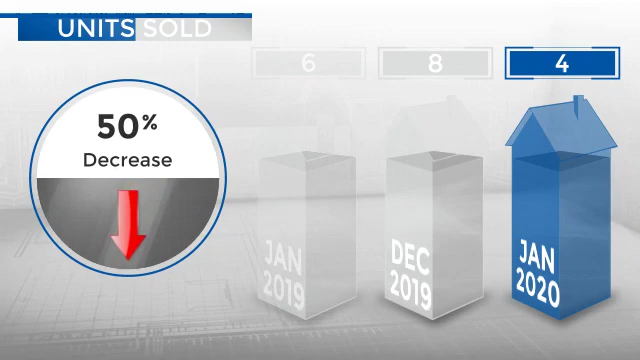 UNITS SOLD
6
8
4
50%
Decrease
JAN
2019
DEC
2019
JAN
2020